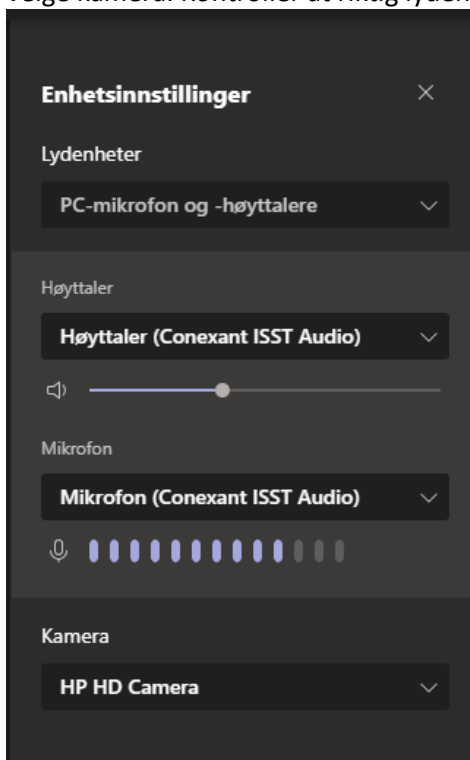 Enhetsinnstillinger
Lydenheter
PC-mikrofon og -høyttalere
Høyttaler
Høyttaler (Conexant ISST Audio)
Mikrofon
Mikrofon (Conexant ISST Audio)
Kamera
HP HD Camera